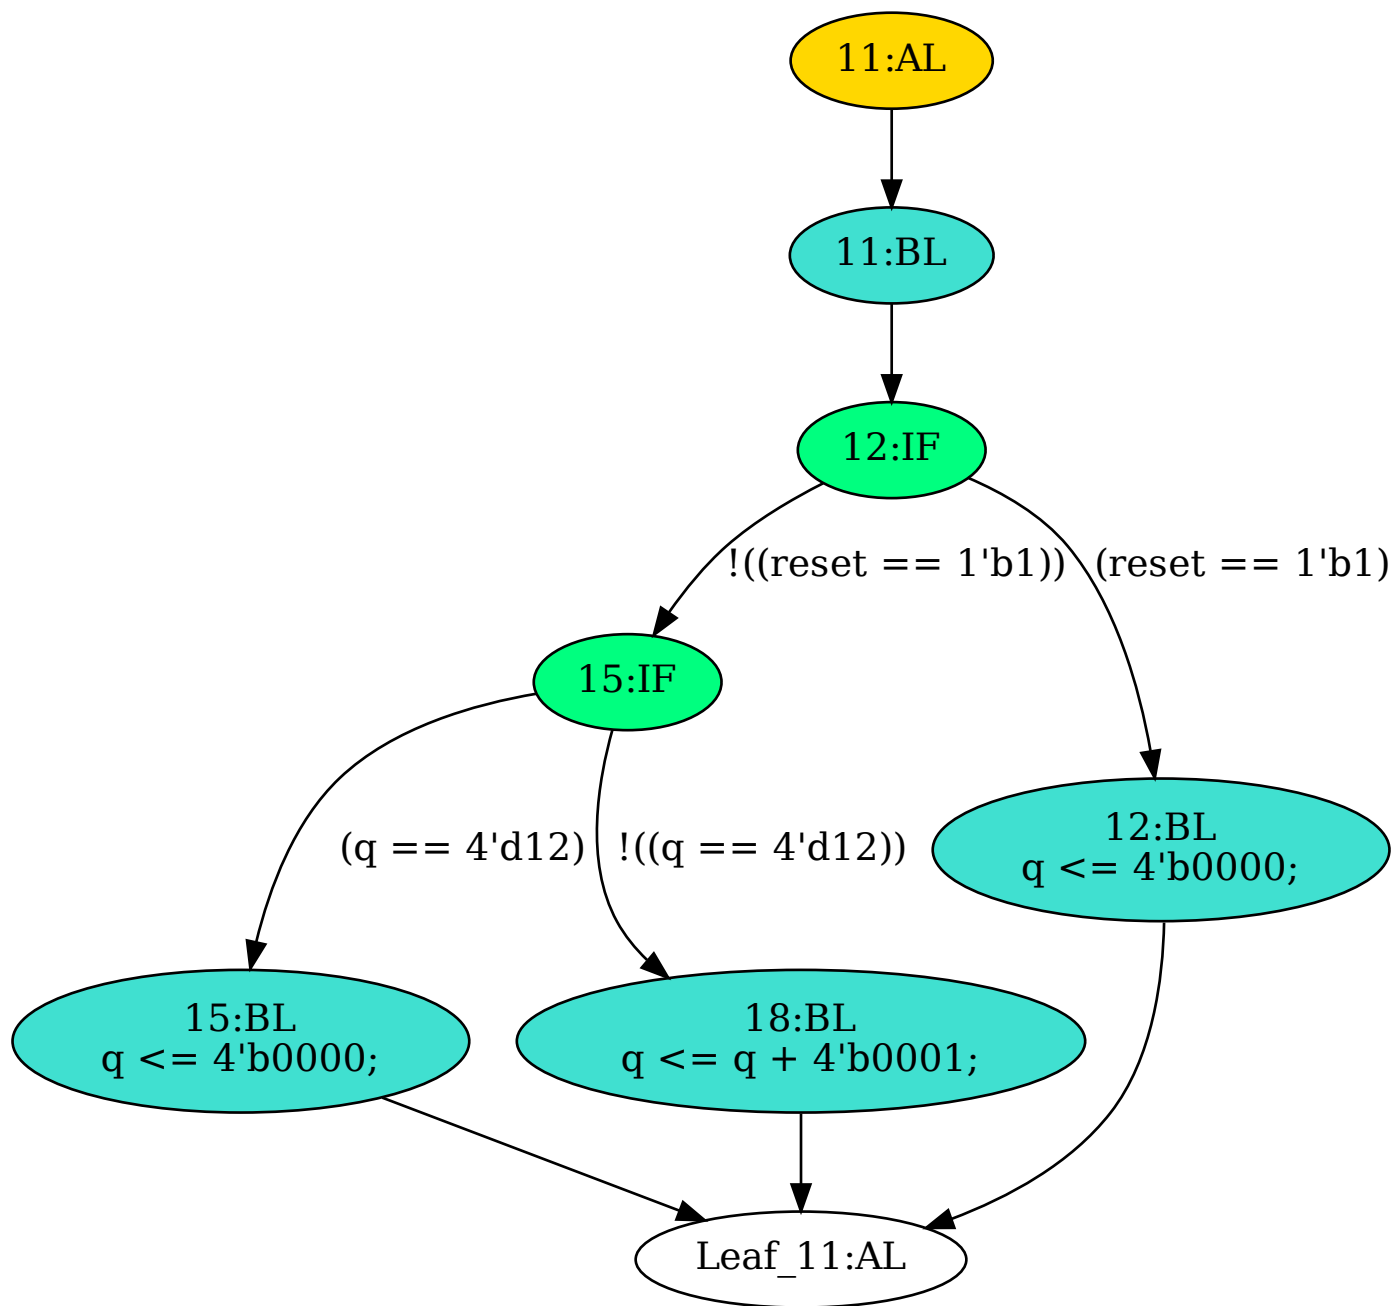 11:AL
11:BL
12:IF
!((reset == 1'b1))
(reset == 1'b1)
15:IF
(q == 4'd12)
!((q == 4'd12))
12:BL
q <= 4'b0000;
15:BL
q <= 4'b0000;
18:BL
q <= q + 4'b0001;
Leaf_11:AL